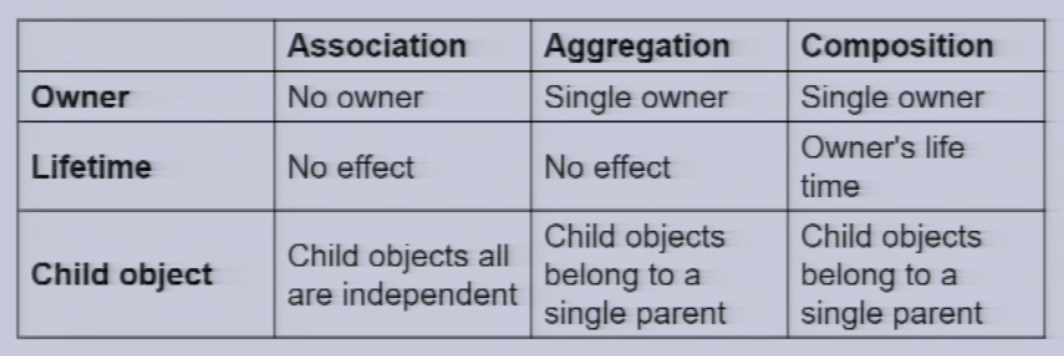 Association Aggregation Composition
Owner No owner Single owner Single owner
Lifetime No effect No effect Owner's life
time
Child object Child objects all
are independent Child objects
belong to a
single parent Child objects
belong to a
single parent